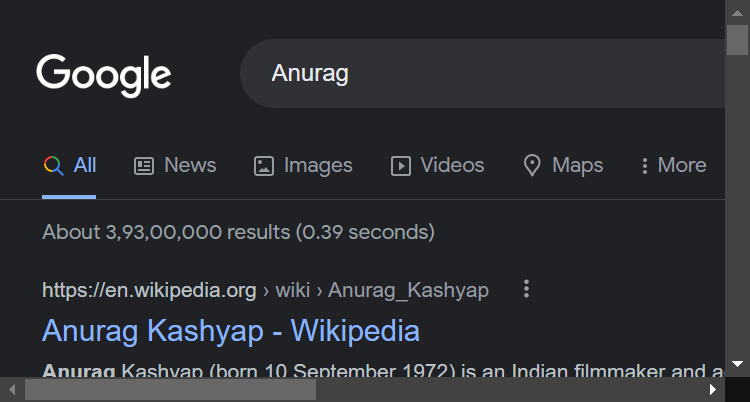 Google
Anurag
All News Images Videos Maps More
About 3,93,00,000 results (0.39 seconds)
https://en.wikipedia.org › wiki › Anurag_Kashyap
Anurag Kashyap - Wikipedia
Anurag Kashyap (born 10 September 1972) is an Indian filmmaker and a